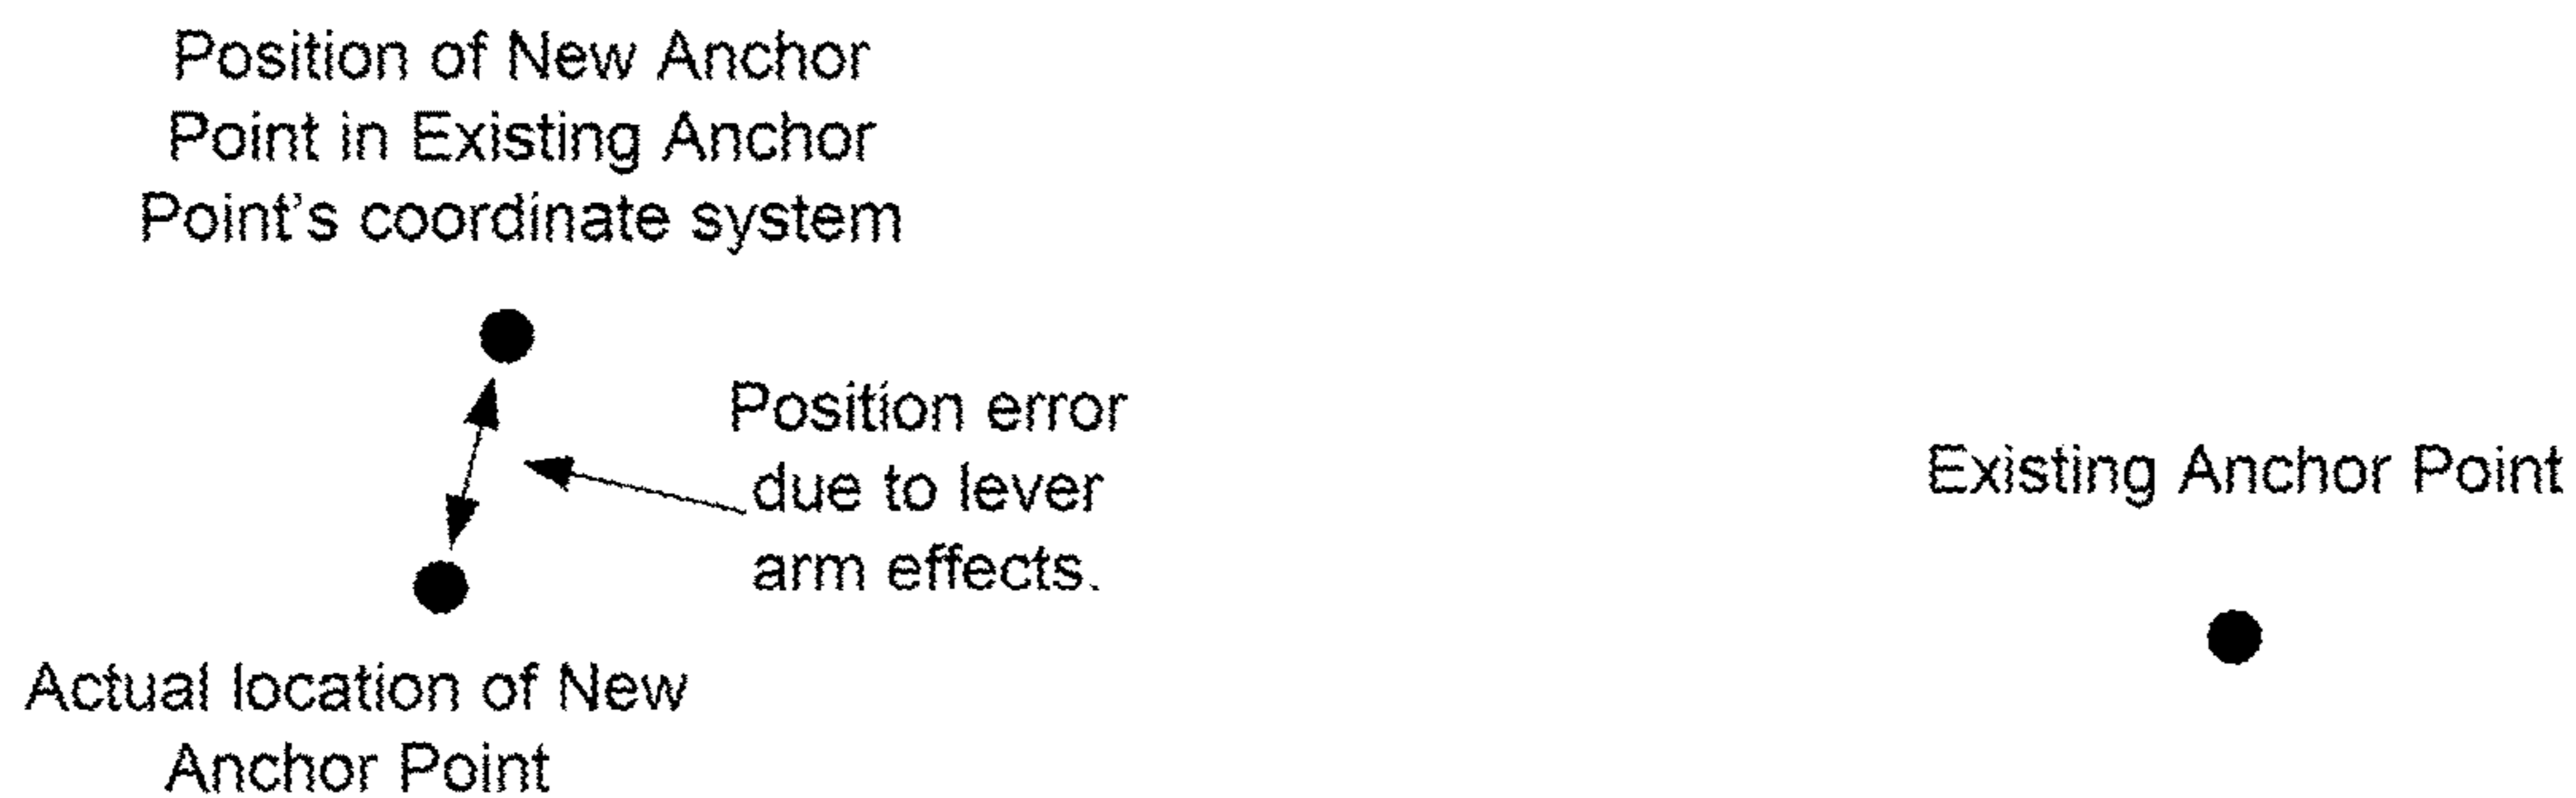 Position of New Anchor
Point in Existing Anchor
Point's coordinate system
Position error
due to lever
arm effects.
Existing Anchor Point
Actual location of New
Anchor Point